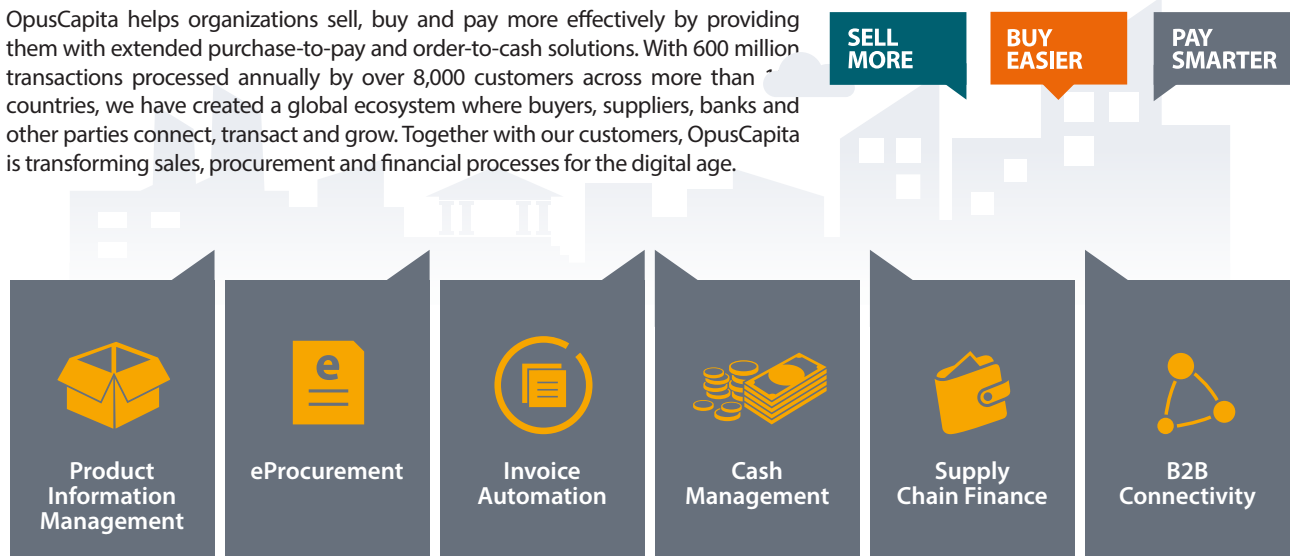 OpusCapita helps organizations sell, buy and pay more effectively by providing
them with extended purchase-to-pay and order-to-cash solutions. With 600 million
transactions processed annually by over 8,000 customers across more than
countries, we have created a global ecosystem where buyers, suppliers, banks and
other parties connect, transact and grow. Together with our customers, OpusCapita
is transforming sales, procurement and financial processes for the digital age.
SELL
MORE
BUY
EASIER
PAY
SMARTER
e
Product
Information
Management
eProcurement
Invoice
Automation
Cash
Management
Supply
Chain Finance
B2B
Connectivity